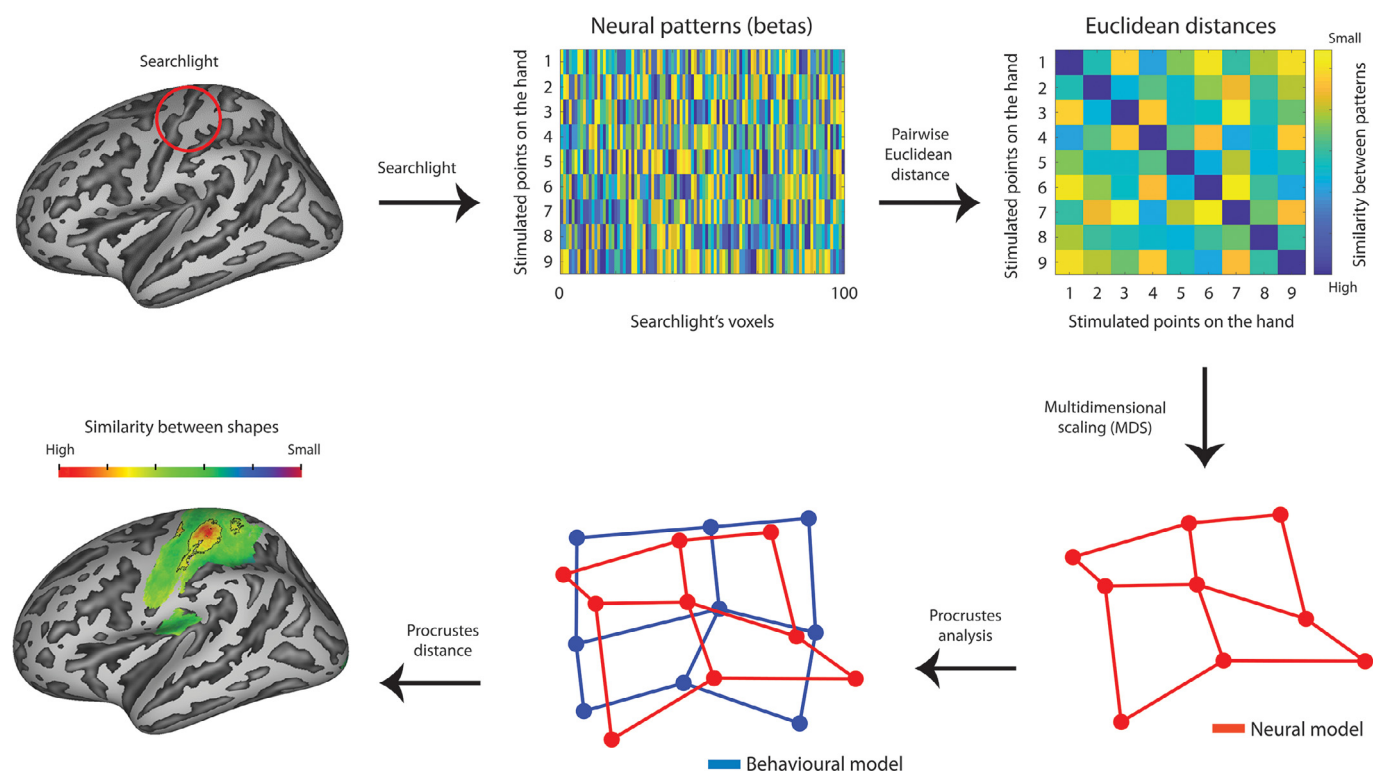 Searchlight
Searchlight
Neural patterns (betas)
Stimulated points on the hand
1
2
3
4
5
6
7
8
9
0
100
Searchlight's voxels
Pairwise
Euclidean
distance
Euclidean distances
Stimulated points on the hand
1
2
3
4
5
6
7
8
9
1 2 3 4 5 6 7 8 9
Stimulated points on the hand
Small
Similarity between patterns
High
Multidimensional
scaling (MDS)
Neural model
Procrustes
analysis
Behavioural model
Procrustes
distance
Similarity between shapes
High
Small